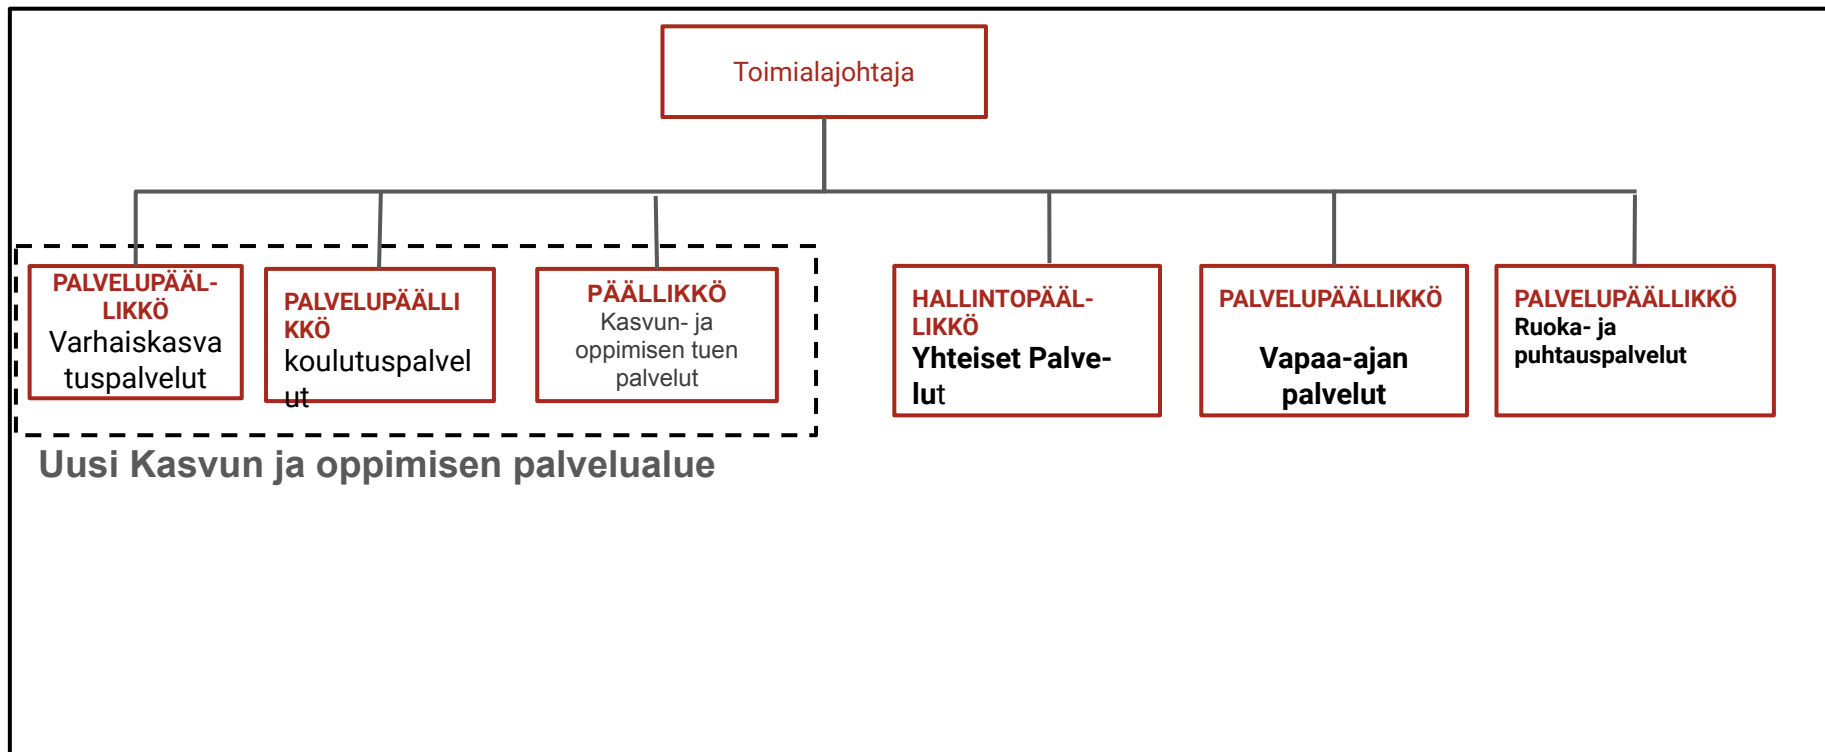 Toimialajohtaja
PALVELUPÄÄL-
LIKKÖ
Varhaiskasva
tuspalvelut
PALVELUPÄÄLLI
KKÖ
koulutuspalvel
ut
PÄÄLLIKKÖ
Kasvun- ja
oppimisen tuen
palvelut
HALLINTOPÄÄL-
LIKKÖ
Yhteiset Palve-
lut
PALVELUPÄÄLLIKKÖ
Vapaa-ajan
palvelut
PALVELUPÄÄLLIKKÖ
Ruoka- ja
puhtauspalvelut
Uusi Kasvun ja oppimisen palvelualue